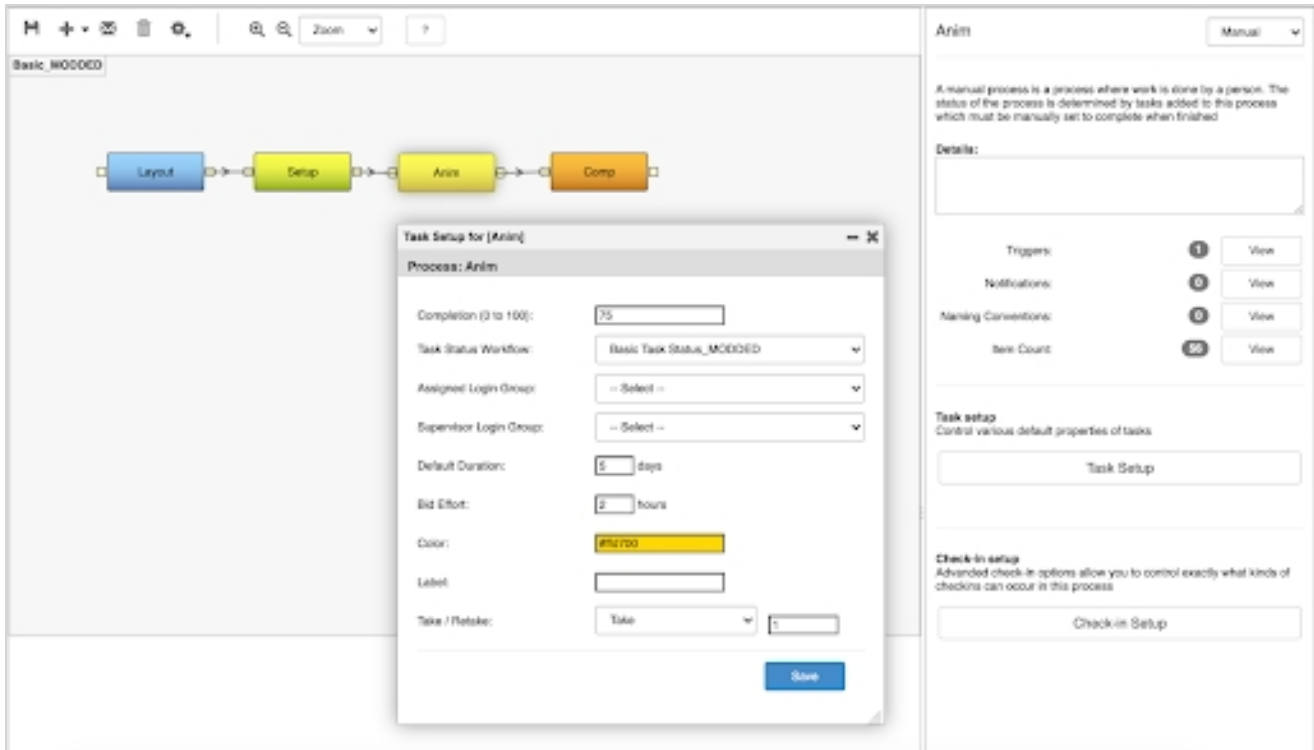 Zoom
?
Basic_MODDED
Layout
Setup
Anim
Comp
Task Setup for [Anim]
Process: Anim
Completion (0 to 100):
75
Task Status Workflow:
Basic Task Status_MODDED
Assigned Login Group:
-- Select --
Supervisor Login Group:
-- Select --
Default Duration:
5 days
Bid Effort:
2 hours
Color:
Label:
Take / Retake:
Take
1
Save
Anim
Manual
A manual process is a process where work is done by a person. The
status of the process is determined by tasks added to this process
which must be manually set to complete when finished
Details:
Triggers: 1 View
Notifications: 0 View
Naming Conventions: 0 View
Item Count: 56 View
Task setup
Control various default properties of tasks
Task Setup
Check-in setup
Advanded check-in options allow you to control exactly what kinds of
checkins can occur in this process
Check-in Setup